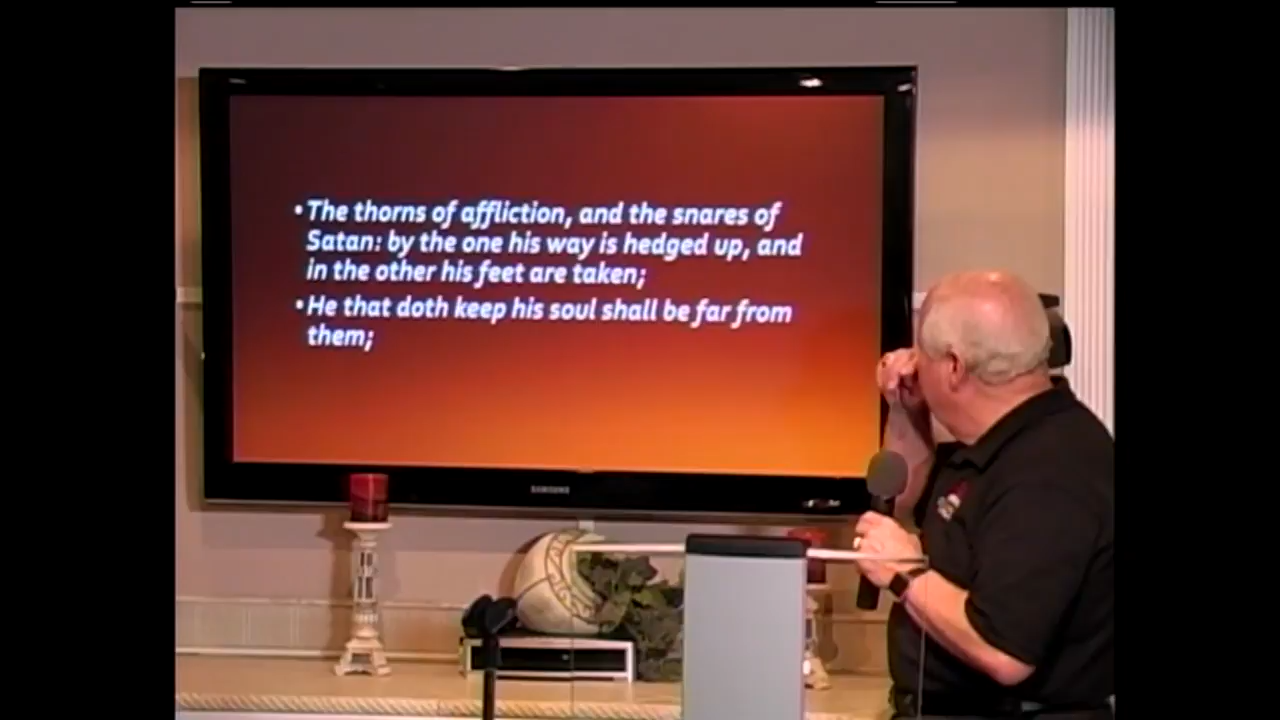 • The thorns of affliction, and the snares of
Satan: by the one his way is hedged up, and
in the other his feet are taken;
• He that doth keep his soul shall be far from
them;
SAMSUNG